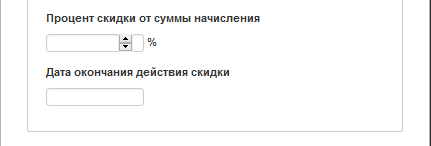 Процент скидки от суммы начисления
%
Дата окончания действия скидки